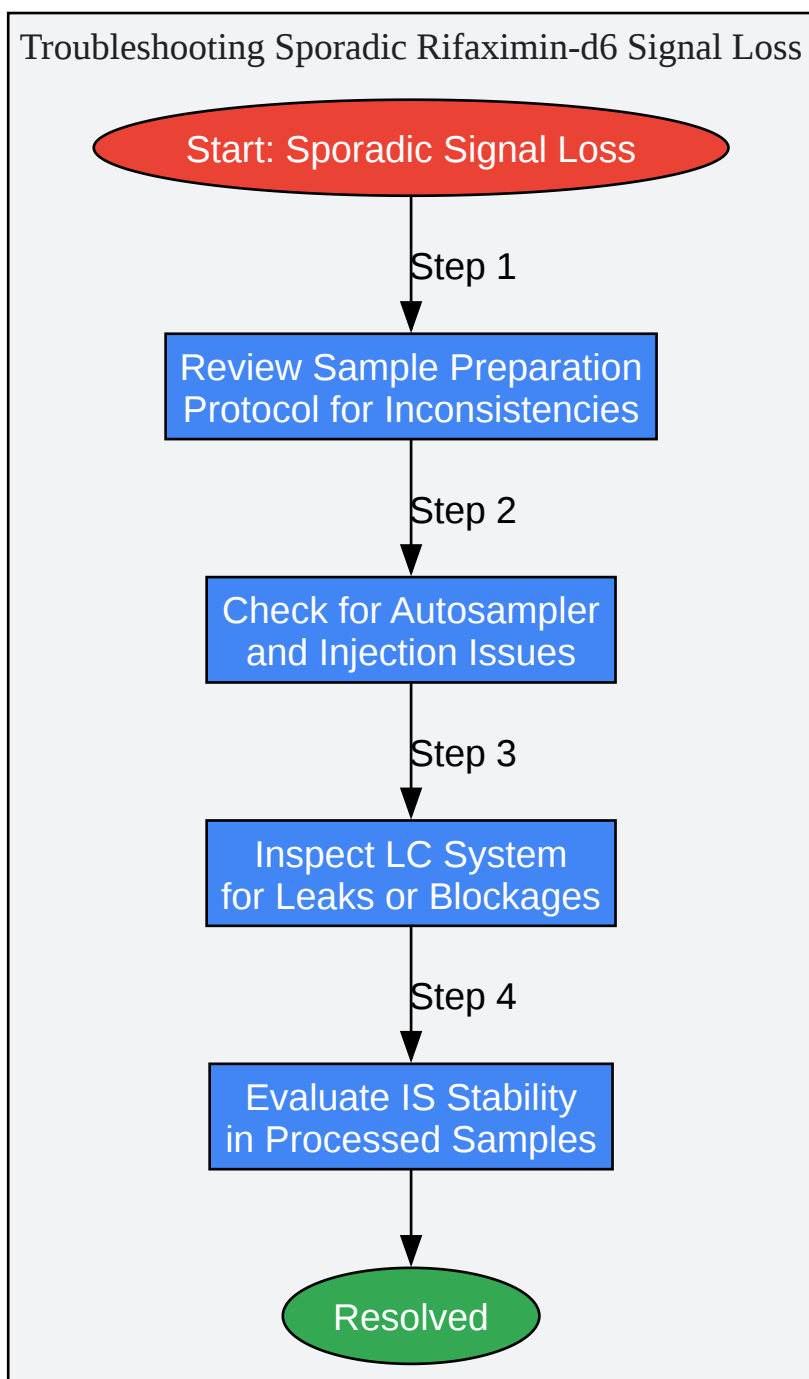 Troubleshooting Sporadic Rifaximin-d6 Signal Loss
Start: Sporadic Signal Loss
Step 1
Review Sample Preparation
Protocol for Inconsistencies
Step 2
Check for Autosampler
and Injection Issues
Step 3
Inspect LC System
for Leaks or Blockages
Step 4
Evaluate IS Stability
in Processed Samples
Resolved